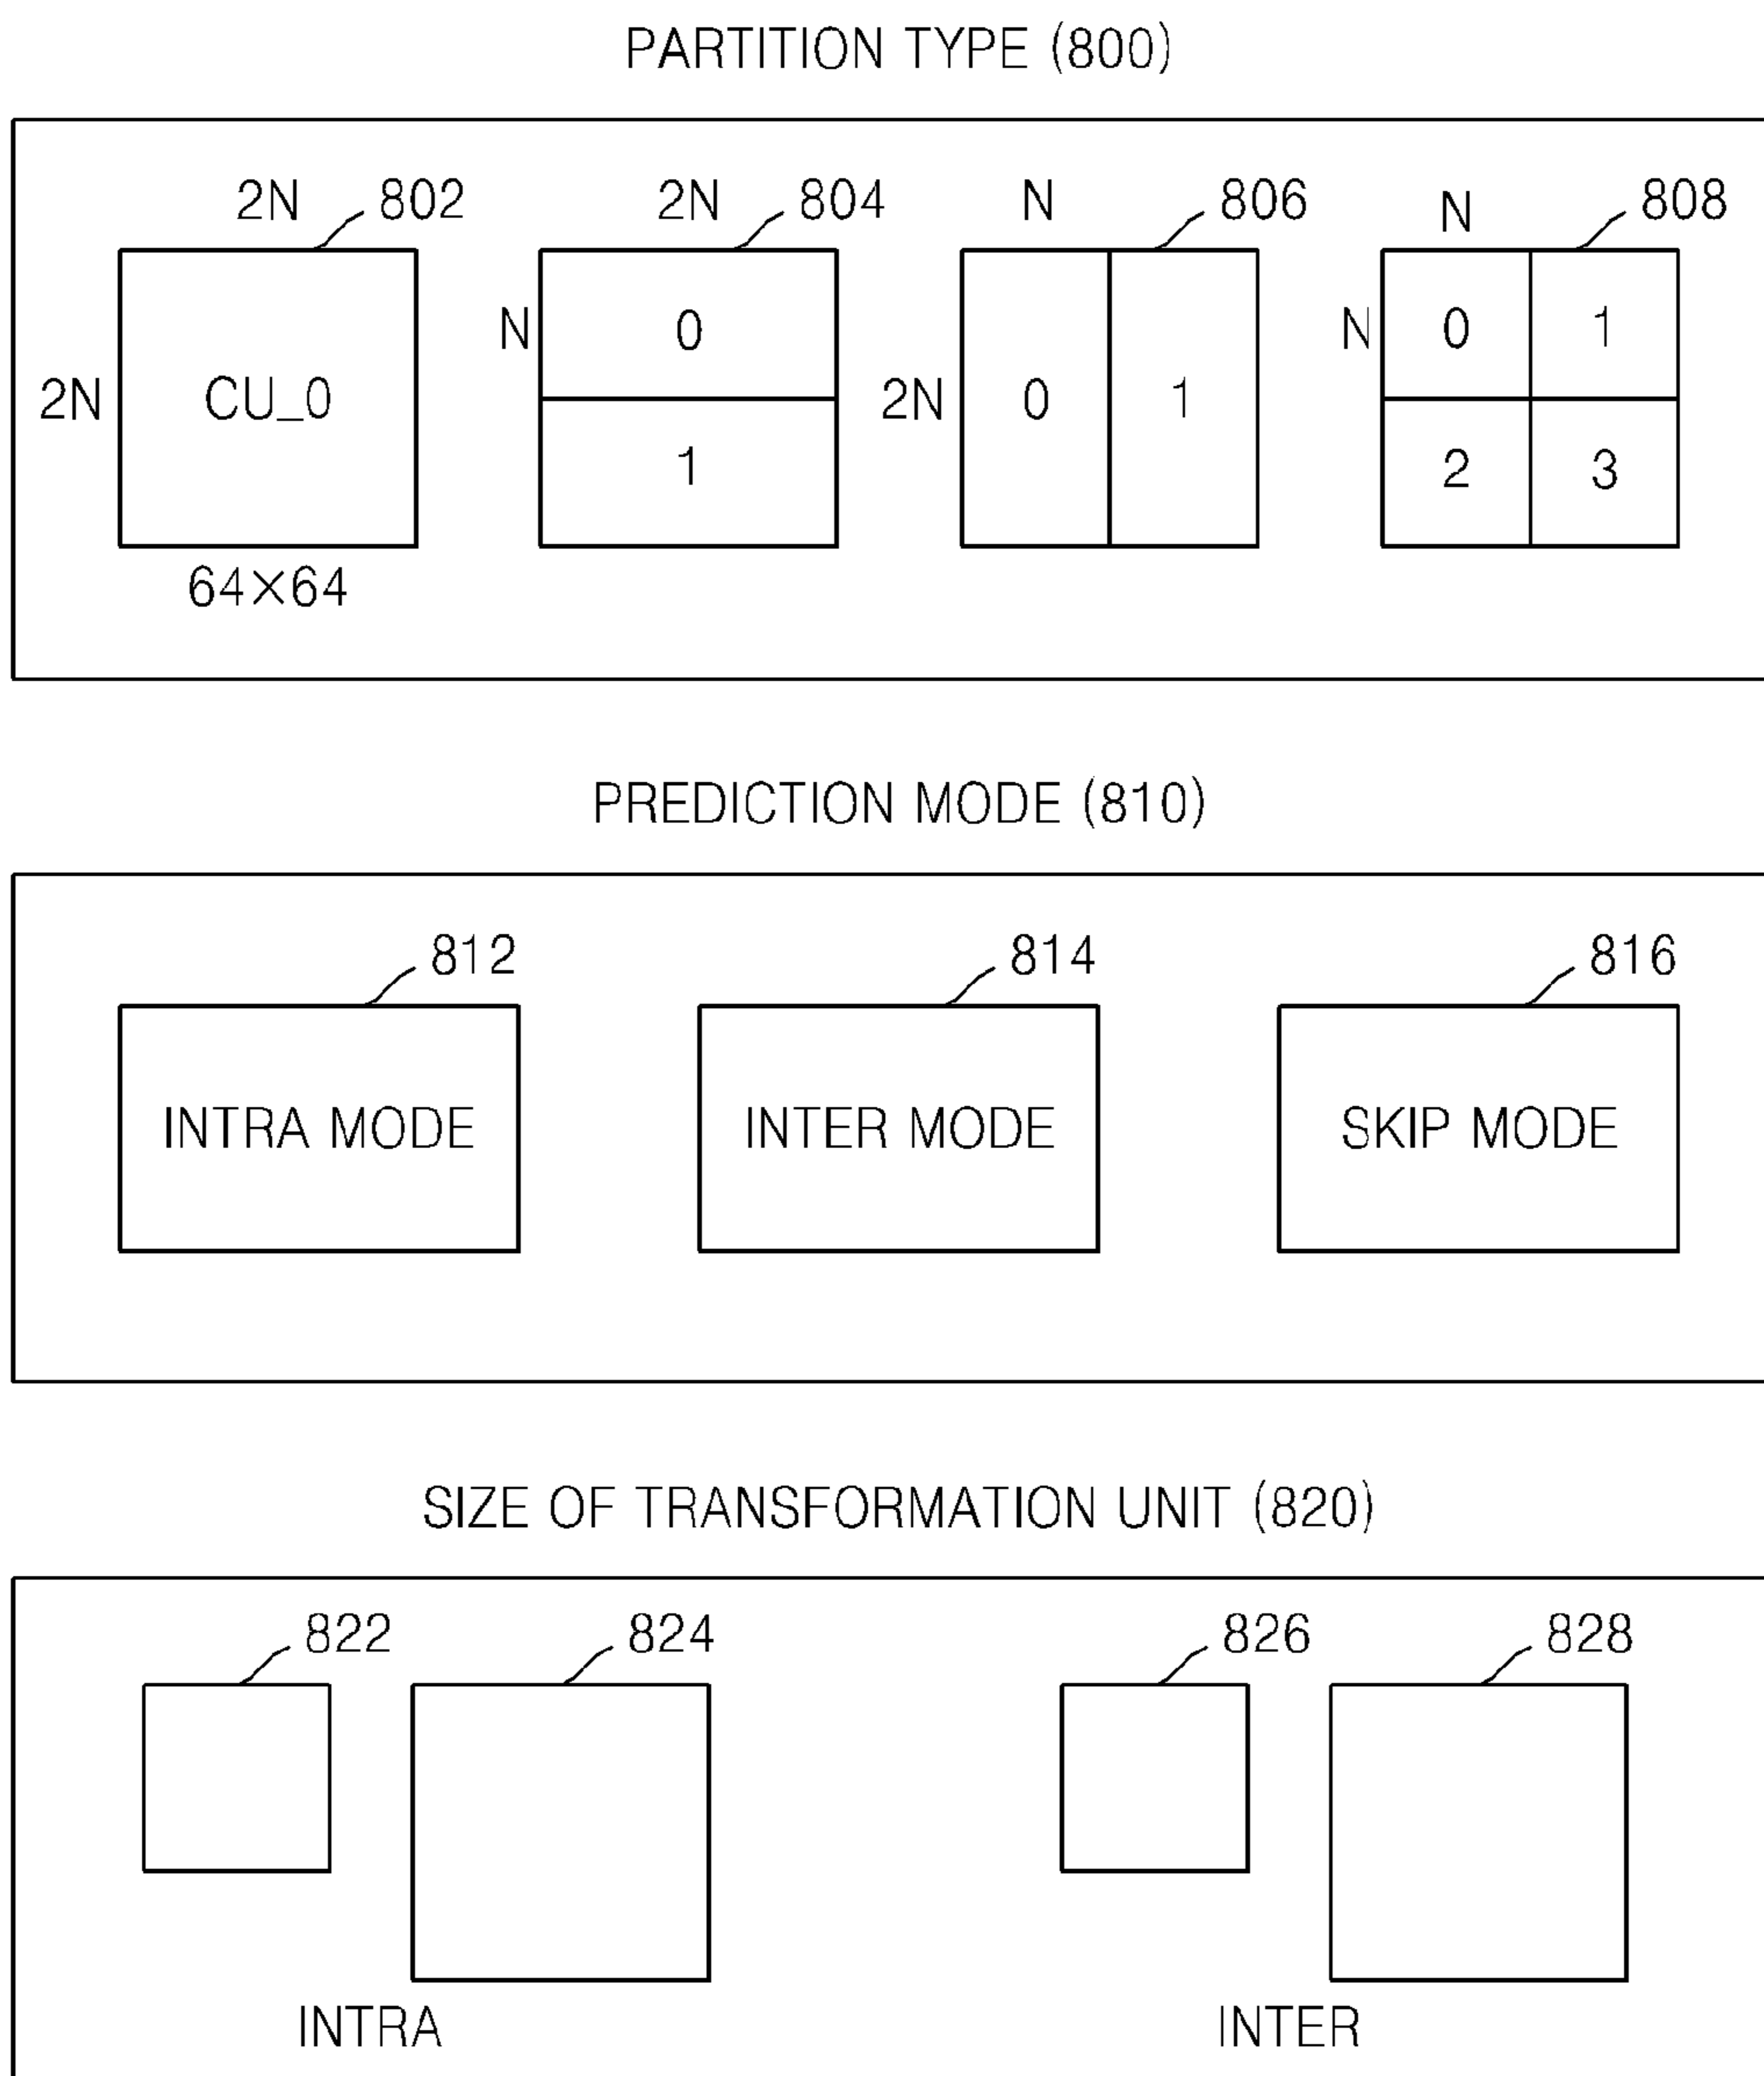 PARTITION TYPE (800)
2N 802 2N 804 N 806 N 808
N 0 N 0 1
2N CU_0 2N 0 1
1 2 3
64×64
PREDICTION MODE (810)
812 814 816
INTRA MODE INTER MODE SKIP MODE
SIZE OF TRANSFORMATION UNIT (820)
822 824 826 828
INTRA INTER